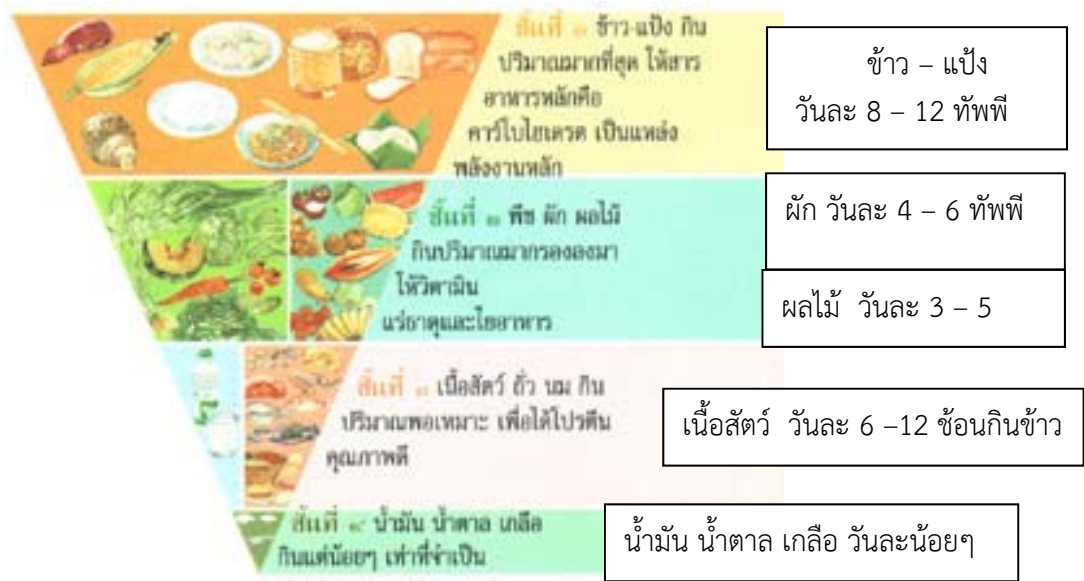 ชั้นที่ ๑ ข้าว-แป้ง กิน
ปริมาณมากที่สุด ให้สาร
อาหารหลักคือ
คาร์โบไฮเดรต เป็นแหล่ง
พลังงานหลัก
ข้าว – แป้ง
วันละ 8 – 12 ทัพพี
ชั้นที่ ๒ พืช ผัก ผลไม้
กินปริมาณมากรองลงมา
ให้วิตามิน
แร่ธาตุและใยอาหาร
ผัก วันละ 4 – 6 ทัพพี
ผลไม้ วันละ 3 – 5
ชั้นที่ ๓ เนื้อสัตว์ ถั่ว นม กิน
ปริมาณพอเหมาะ เพื่อได้โปรตีน
คุณภาพดี
เนื้อสัตว์ วันละ 6 –12 ช้อนกินข้าว
ชั้นที่ ๔ น้ำมัน น้ำตาล เกลือ
กินแต่น้อยๆ เท่าที่จำเป็น
น้ำมัน น้ำตาล เกลือ วันละน้อยๆ